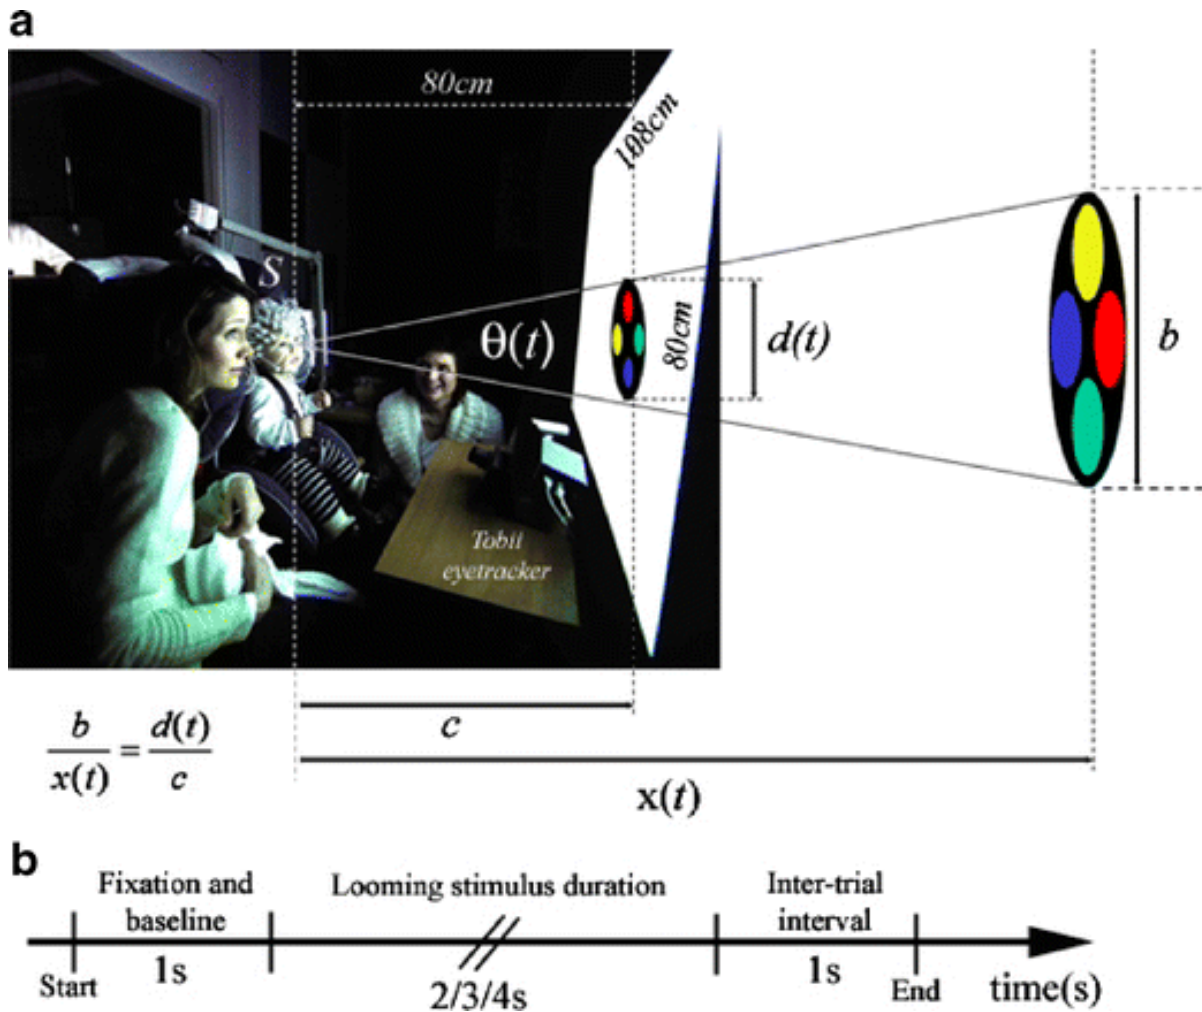 a
80cm
108cm
S
θ(t)
80cm
d(t)
b
Tobii
eyetracker
c
b/x(t) = d(t)/c
x(t)
b
Fixation and
baseline
Looming stimulus duration
Inter-trial
interval
1s
2/3/4s
1s
Start
End
time(s)